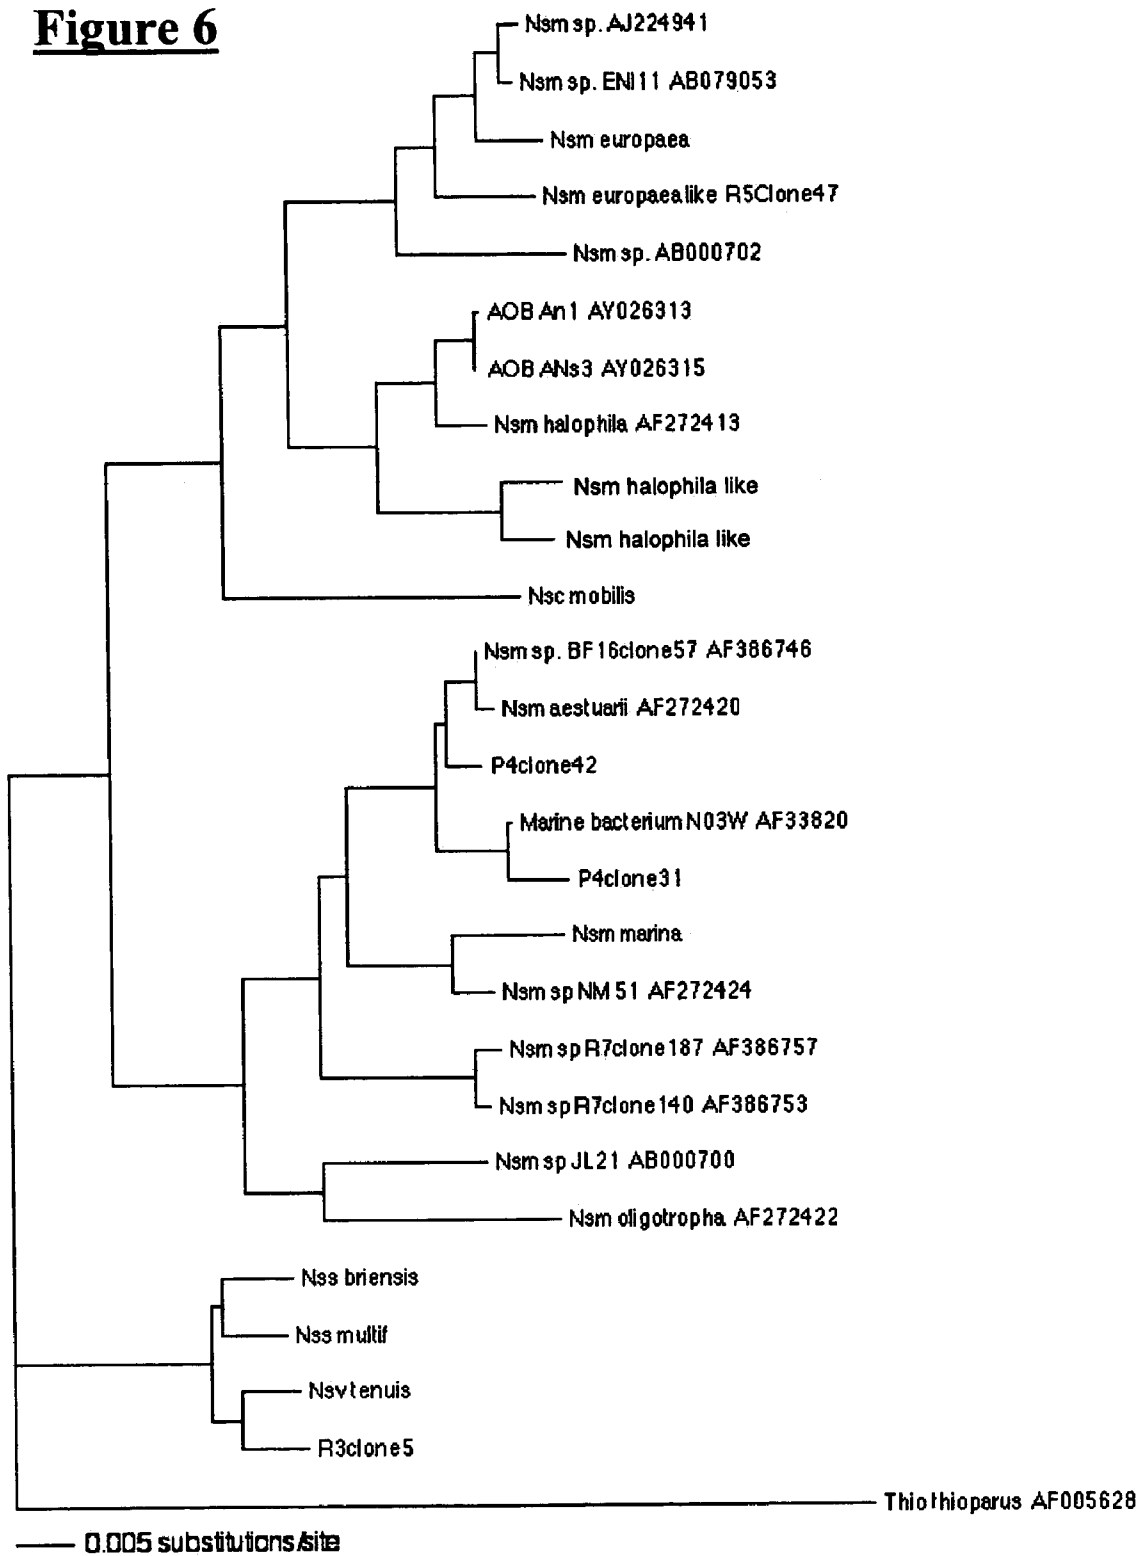 Figure 6
Nsm sp. AJ224941
Nsm sp. ENI11 AB079053
Nsm europaea
Nsm europaealike R5Clone47
Nsm sp. AB000702
AOB An1 AY026313
AOB ANs3 AY026315
Nsm halophila AF272413
Nsm halophila like
Nsm halophila like
Nsc mobilis
Nsm sp. BF16clone57 AF386746
Nsm aestuarii AF272420
P4clone42
Marine bacterium N03W AF33820
P4clone31
Nsm marina
Nsm sp NM51 AF272424
Nsm sp R7clone187 AF386757
Nsm sp R7clone140 AF386753
Nsm sp JL21 AB000700
Nsm oligotropha AF272422
Nss briensis
Nss multif
Nsv tenuis
R3clone5
Thio thioparus AF005628
0.005 substitutions/site